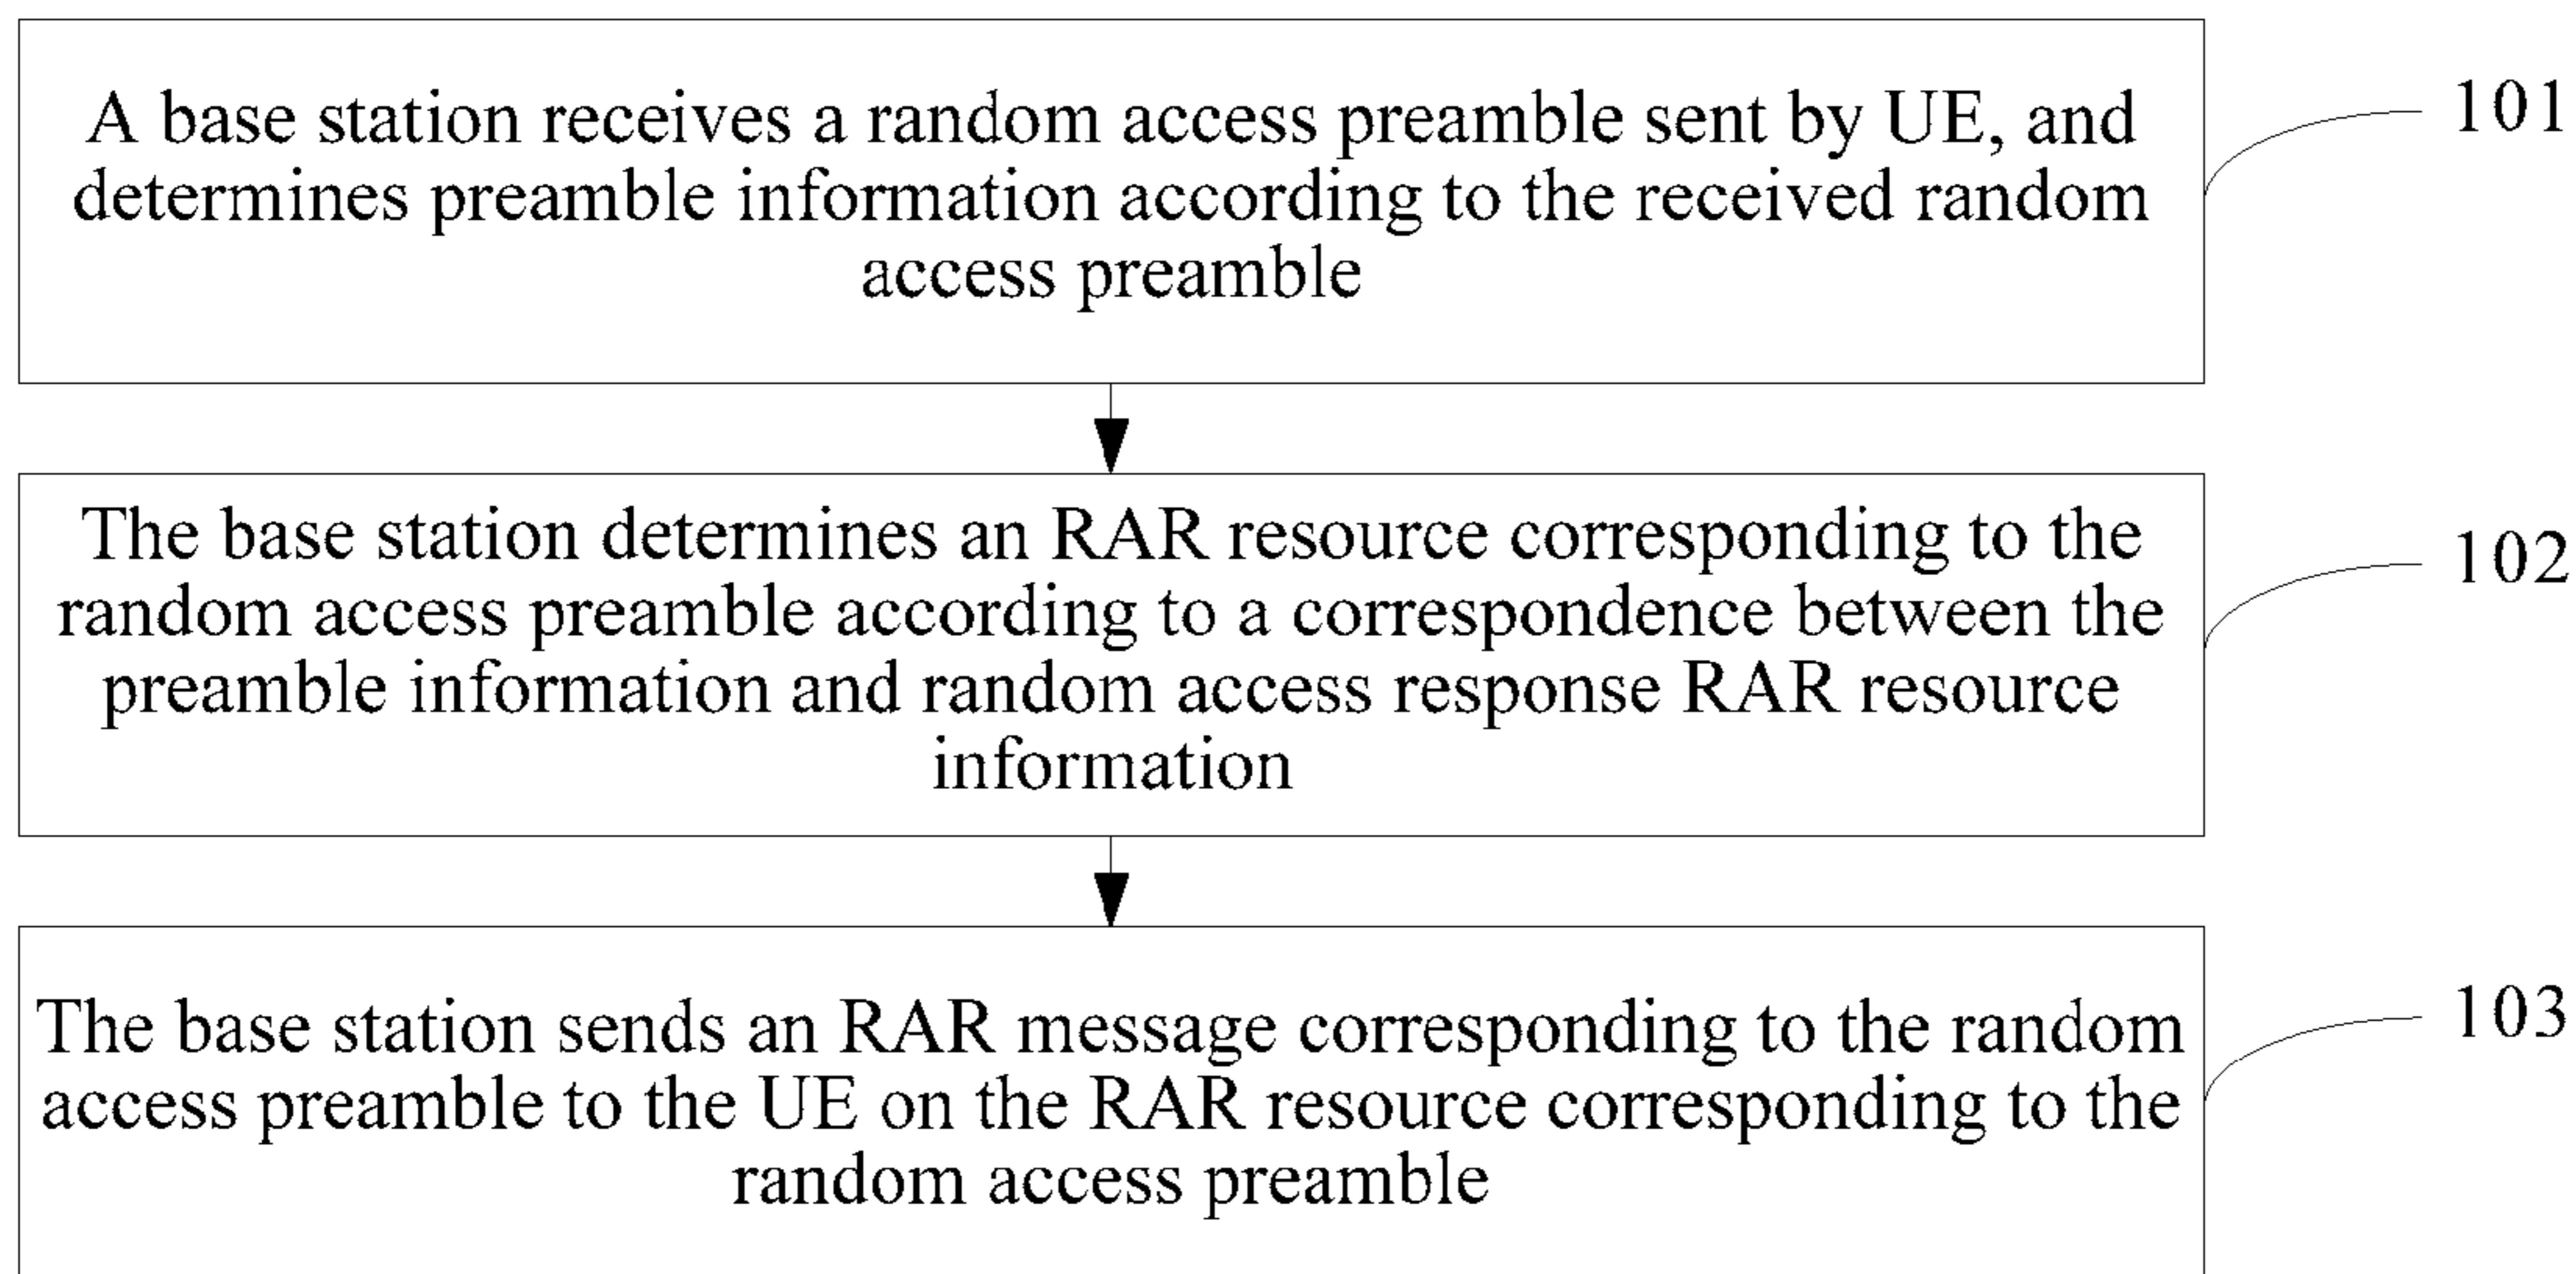 A base station receives a random access preamble sent by UE, and
determines preamble information according to the received random
access preamble
101
The base station determines an RAR resource corresponding to the
random access preamble according to a correspondence between the
preamble information and random access response RAR resource
information
102
The base station sends an RAR message corresponding to the random
access preamble to the UE on the RAR resource corresponding to the
random access preamble
103